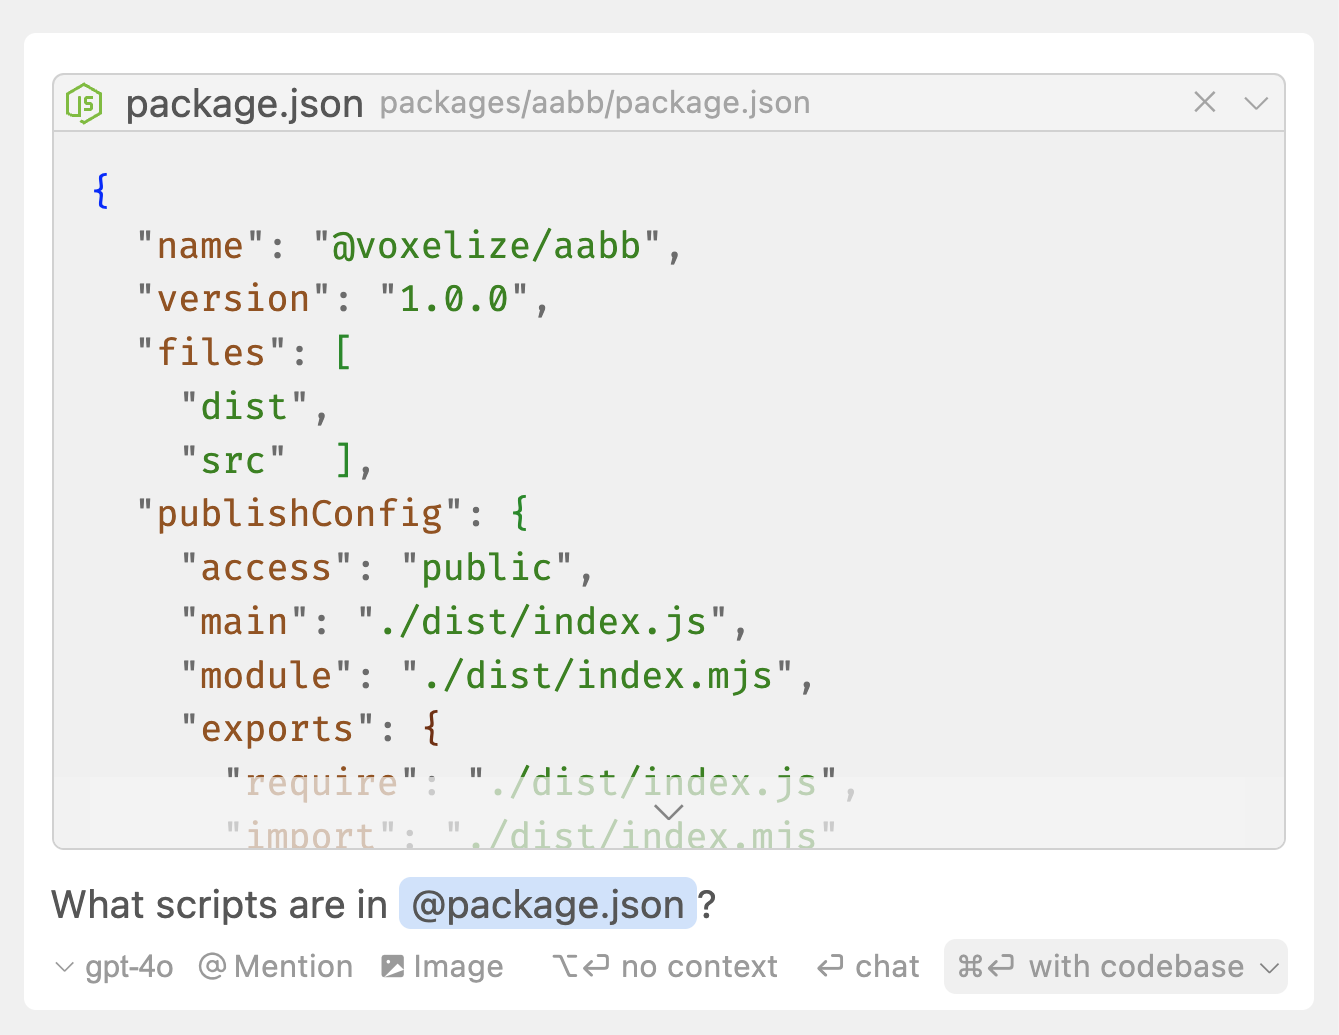 JS package.json packages/aabb/package.json
{
"name": "@voxelize/aabb",
"version": "1.0.0",
"files": [
"dist",
"src" ],
"publishConfig": {
"access": "public",
"main": "./dist/index.js",
"module": "./dist/index.mjs",
"exports": {
"require": "./dist/index.js",
"import": "./dist/index.mjs"
What scripts are in @package.json?
gpt-4o @ Mention Image ⌥⏎ no context ⏎ chat ⌘⏎ with codebase